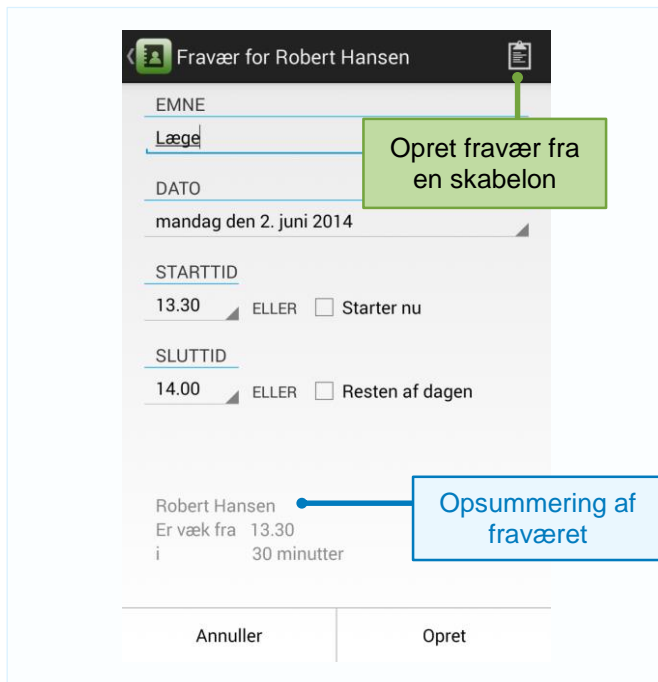 Fravær for Robert Hansen
EMNE
Læge
Opret fravær fra
en skabelon
DATO
mandag den 2. juni 2014
STARTTID
13.30 ELLER Starter nu
SLUTTID
14.00 ELLER Resten af dagen
Robert Hansen
Er væk fra 13.30
i 30 minutter
Opsummering af
fraværet
Annuller Opret